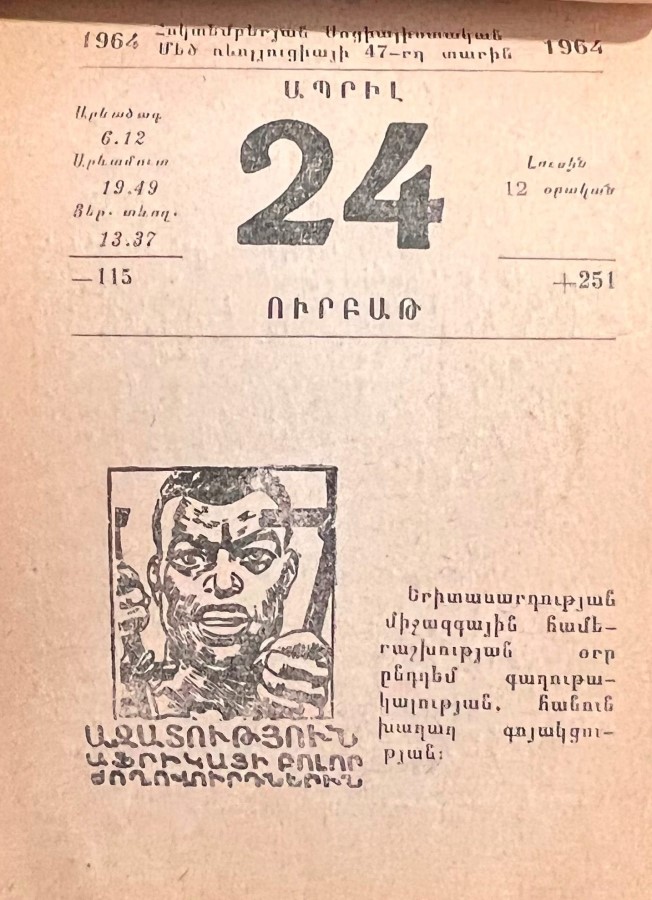 1964 Հոկտեմբերյան Սոցիալիստական 1964
Մեծ ռևոլյուցիայի 47–րդ տարին
ԱՊՐԻԼ
Արևածագ
6.12
Արևամուտ
19.49
Ցեր. տևող.
13.37
24
Լուսին
12 օրական
—115
+251
ՈՒՐԲԱԹ
ԱԶԱՏՈՒԹՅՈՒՆ
ԱՖՐԻԿԱՅԻ ԲՈԼՈՐ
ԺՈՂՈՎՈՒՐԴՆԵՐԻՆ
Երիտասարդության
միջազգային համե–
րաշխության օրր
ընդդեմ գաղութա–
կալության, հանուն
խաղաղ գոյակցու–
թյան։